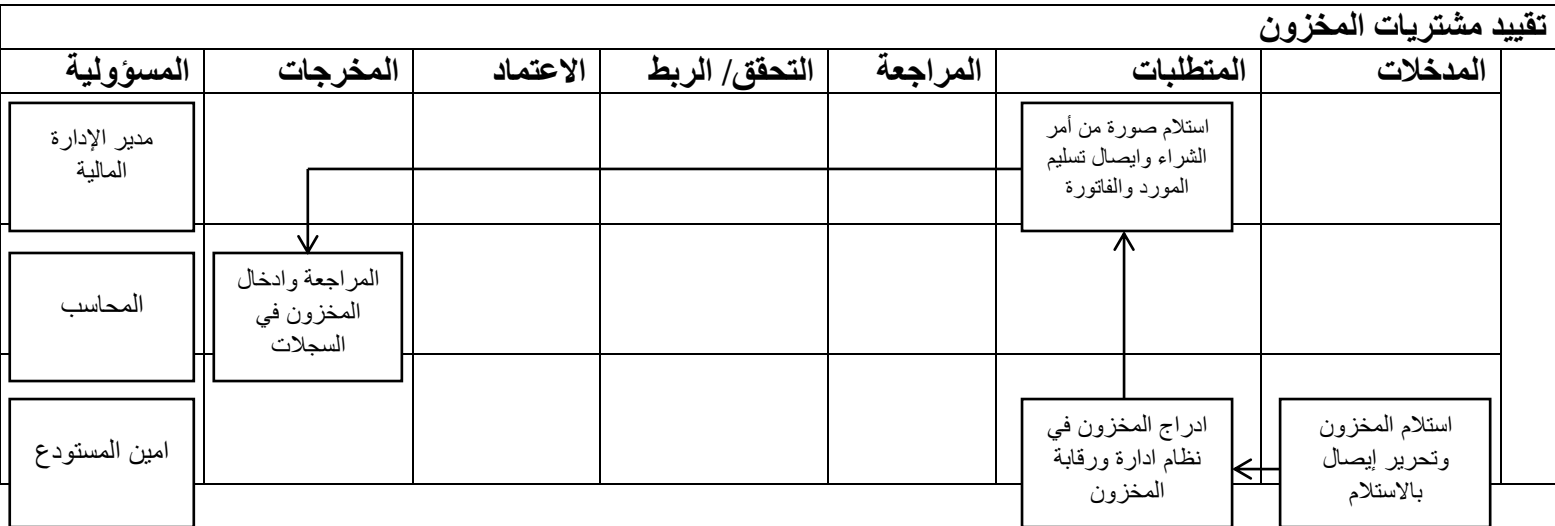 تقييد مشتريات المخزون
المدخلات
المتطلبات
المراجعة
التحقق/ الربط
الاعتماد
المخرجات
المسؤولية
استلام صورة من أمر
الشراء وايصال تسليم
المورد والفاتورة
مدير الإدارة
المالية
المراجعة وادخال
المخزون في
السجلات
المحاسب
استلام المخزون
وتحرير إيصال
بالاستلام
ادراج المخزون في
نظام ادارة ورقابة
المخزون
امين المستودع